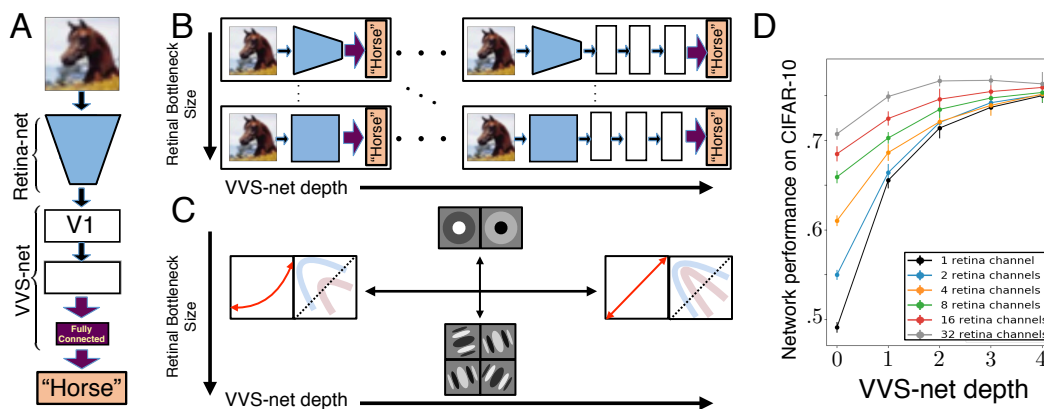 A
Retina-net
VVS-net
V1
Fully
Connected
"Horse"
B
Retinal Bottleneck
Size
"Horse"
"Horse"
"Horse"
"Horse"
VVS-net depth
C
Retinal Bottleneck
Size
VVS-net depth
D
Network performance on CIFAR-10
.7
.6
.5
1 retina channel
2 retina channels
4 retina channels
8 retina channels
16 retina channels
32 retina channels
0 1 2 3 4
VVS-net depth